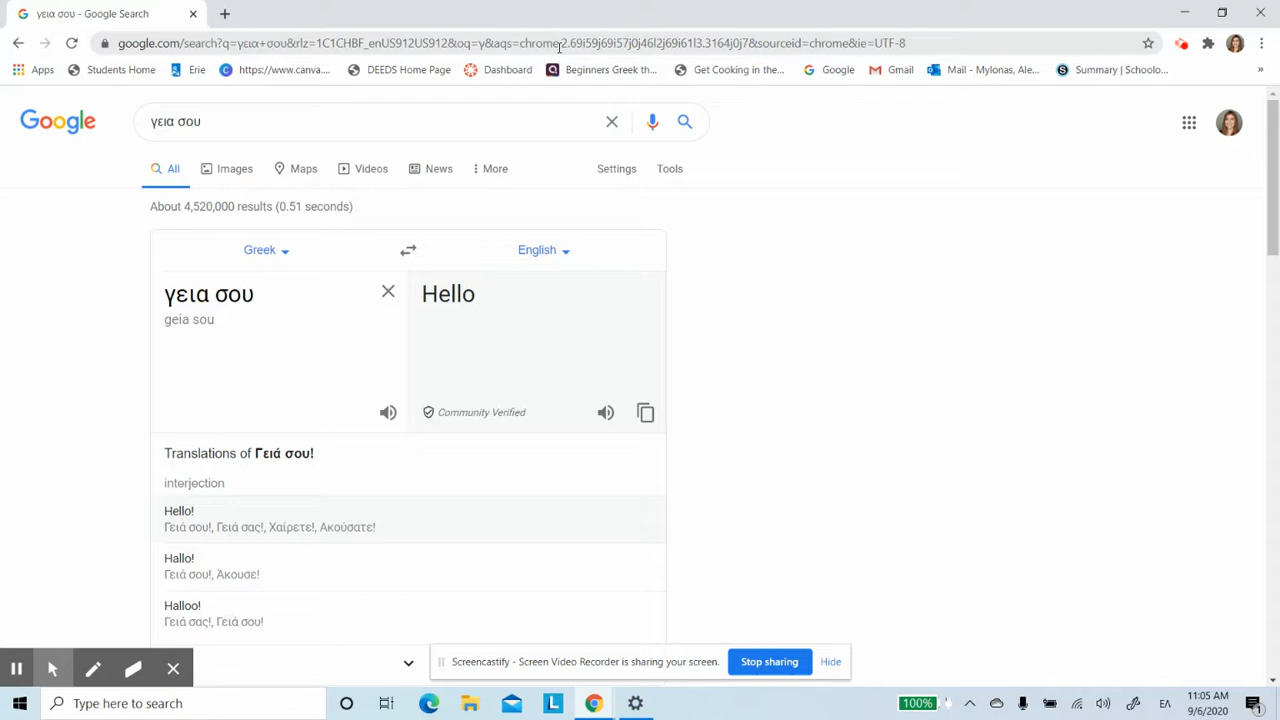 γεια σου - Google Search
google.com/search?q=γεια+σου&rlz=1C1CHBF_enUS912US912&oq=γ&aqs=chrome.2.69i59j69i57j0j46l2j69i61l3.3164j0j7&sourceid=chrome&ie=UTF-8
Apps Students Home Erie https://www.canva.... DEEDS Home Page Dashboard Beginners Greek th... Get Cooking in the... Google Gmail Mail - Mylonas, Ale... Summary | Schoolo... »
Google γεια σου
All Images Maps Videos News More Settings Tools
About 4,520,000 results (0.51 seconds)
Greek English
γεια σου Hello
geia sou
Community Verified
Translations of Γειά σου!
interjection
Hello!
Γειά σου!, Γειά σας!, Χαίρετε!, Ακούσατε!
Hallo!
Γειά σου!, Άκουσε!
Halloo!
Γειά σας!, Γειά σου!
Screencastify - Screen Video Recorder is sharing your screen. Stop sharing Hide
Type here to search 100% ΕΛ 11:05 AM
9/6/2020